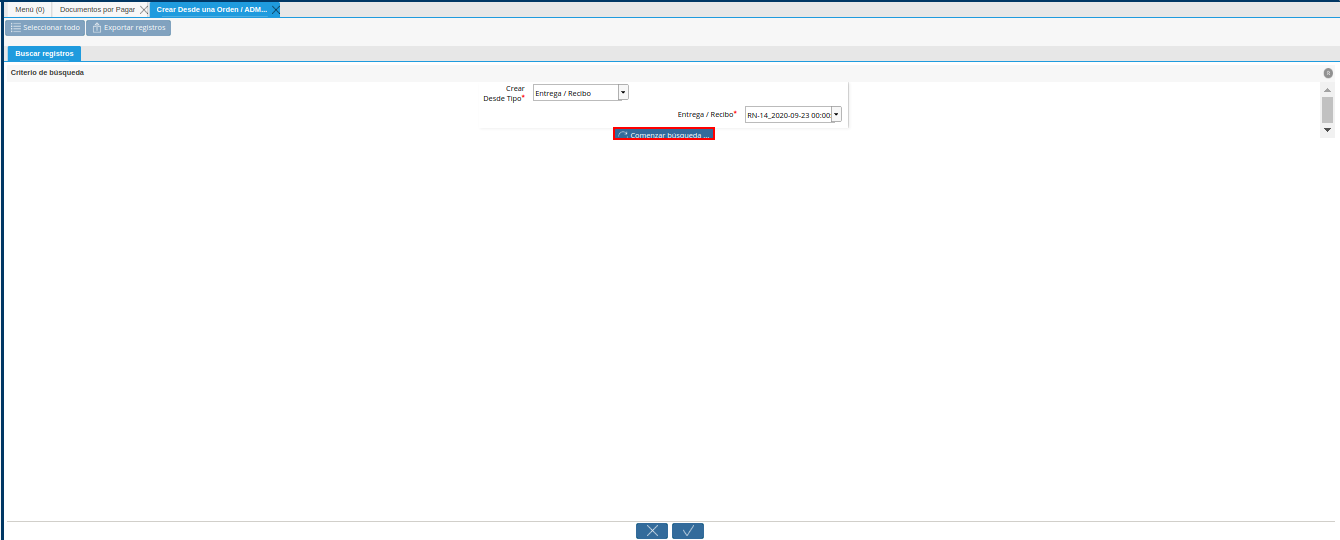 Menú (0) Documentos por Pagar Crear Desde una Orden / ADM...
Seleccionar todo Exportar registros
Buscar registros
Criterio de búsqueda
Crear
Desde Tipo* Entrega / Recibo
Entrega / Recibo* RN-14_2020-09-23 00:00:
Comenzar búsqueda ...